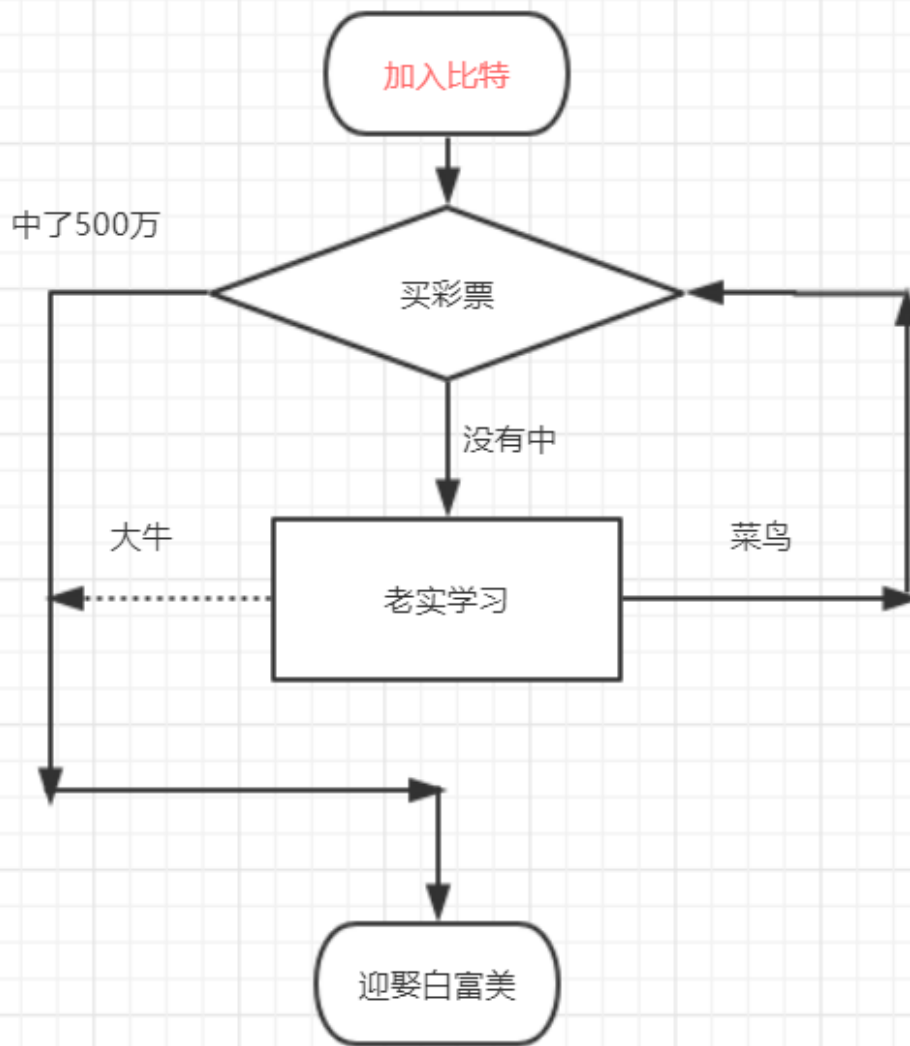 加入比特
中了500万
买彩票
没有中
大牛
菜鸟
老实学习
迎娶白富美